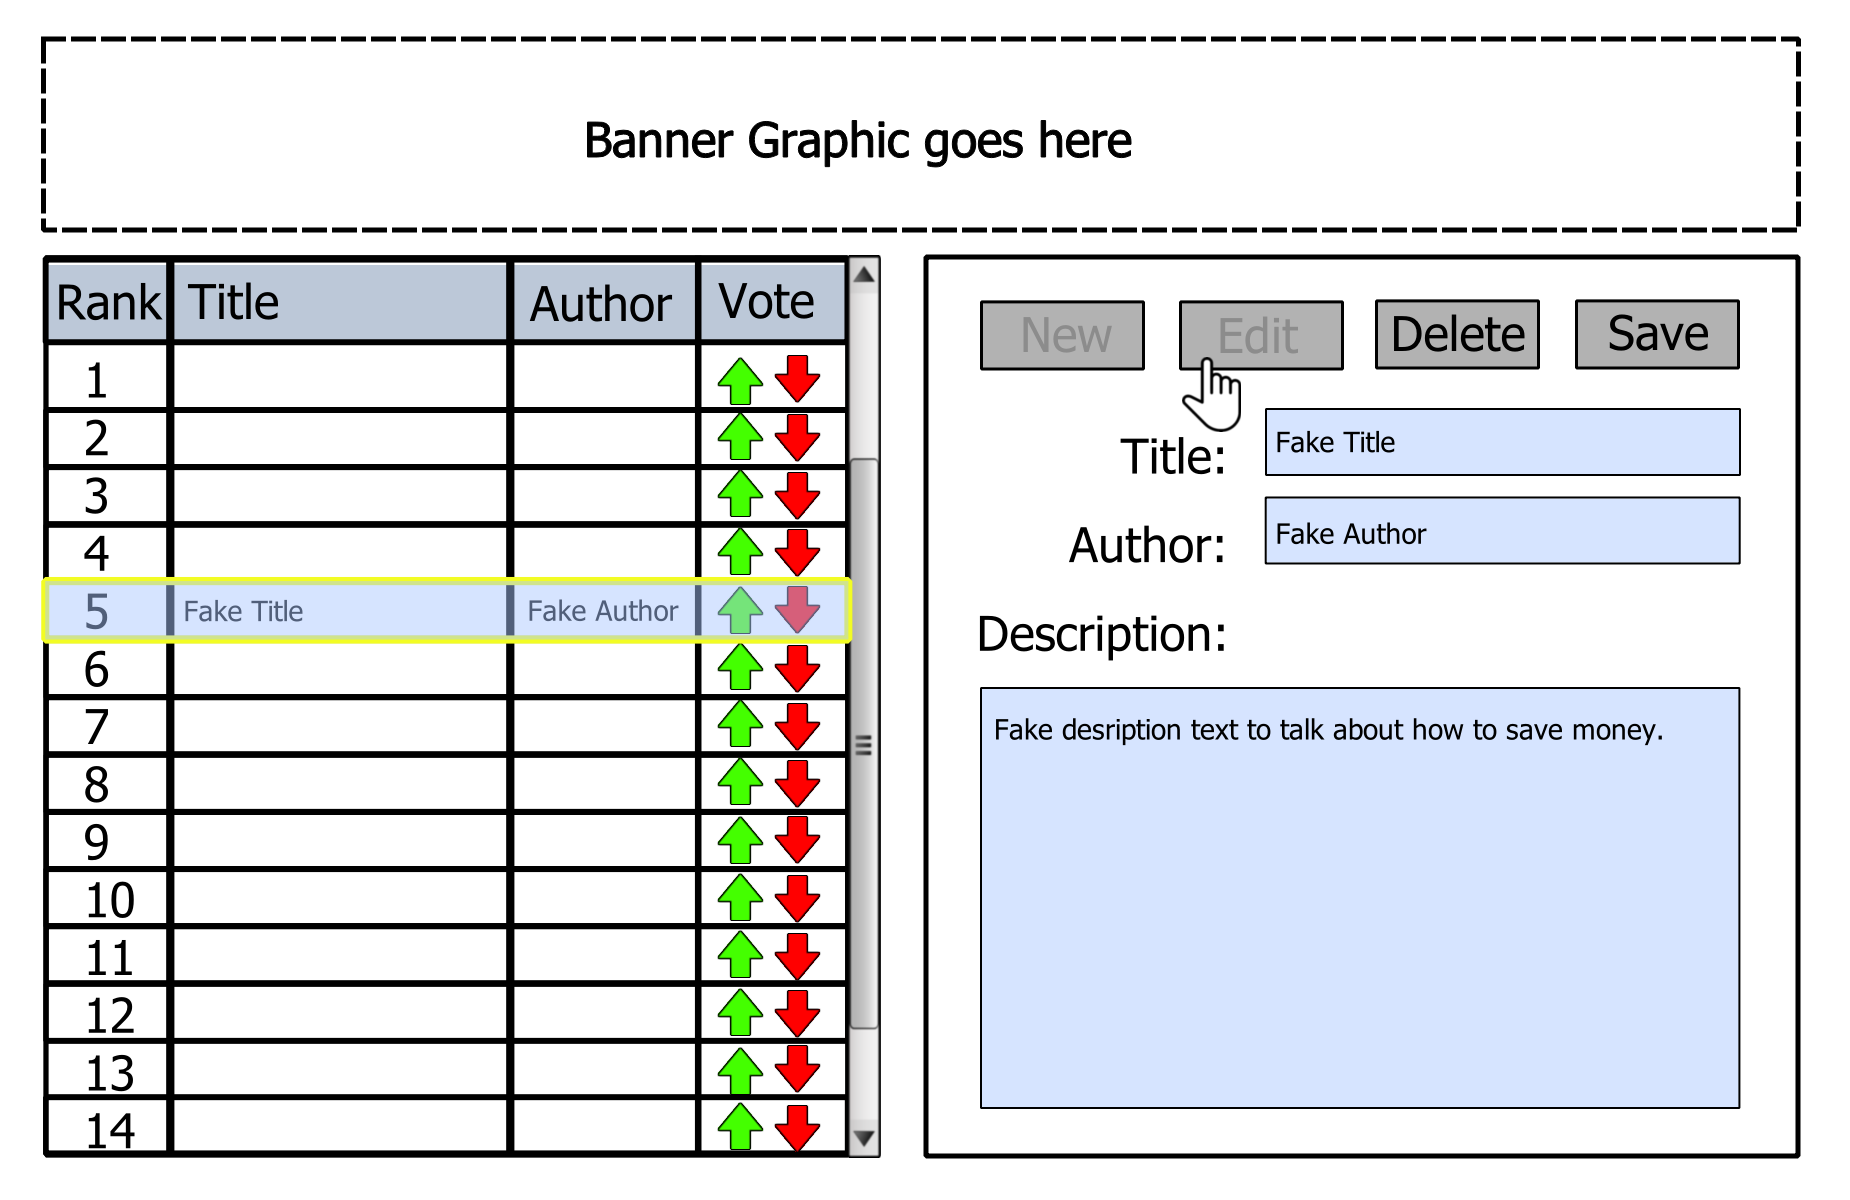 Banner Graphic goes here
Rank Title Author Vote
1
2
3
4
5 Fake Title Fake Author
6
7
8
9
10
11
12
13
14
New Edit Delete Save
Title: Fake Title
Author: Fake Author
Description:
Fake desription text to talk about how to save money.